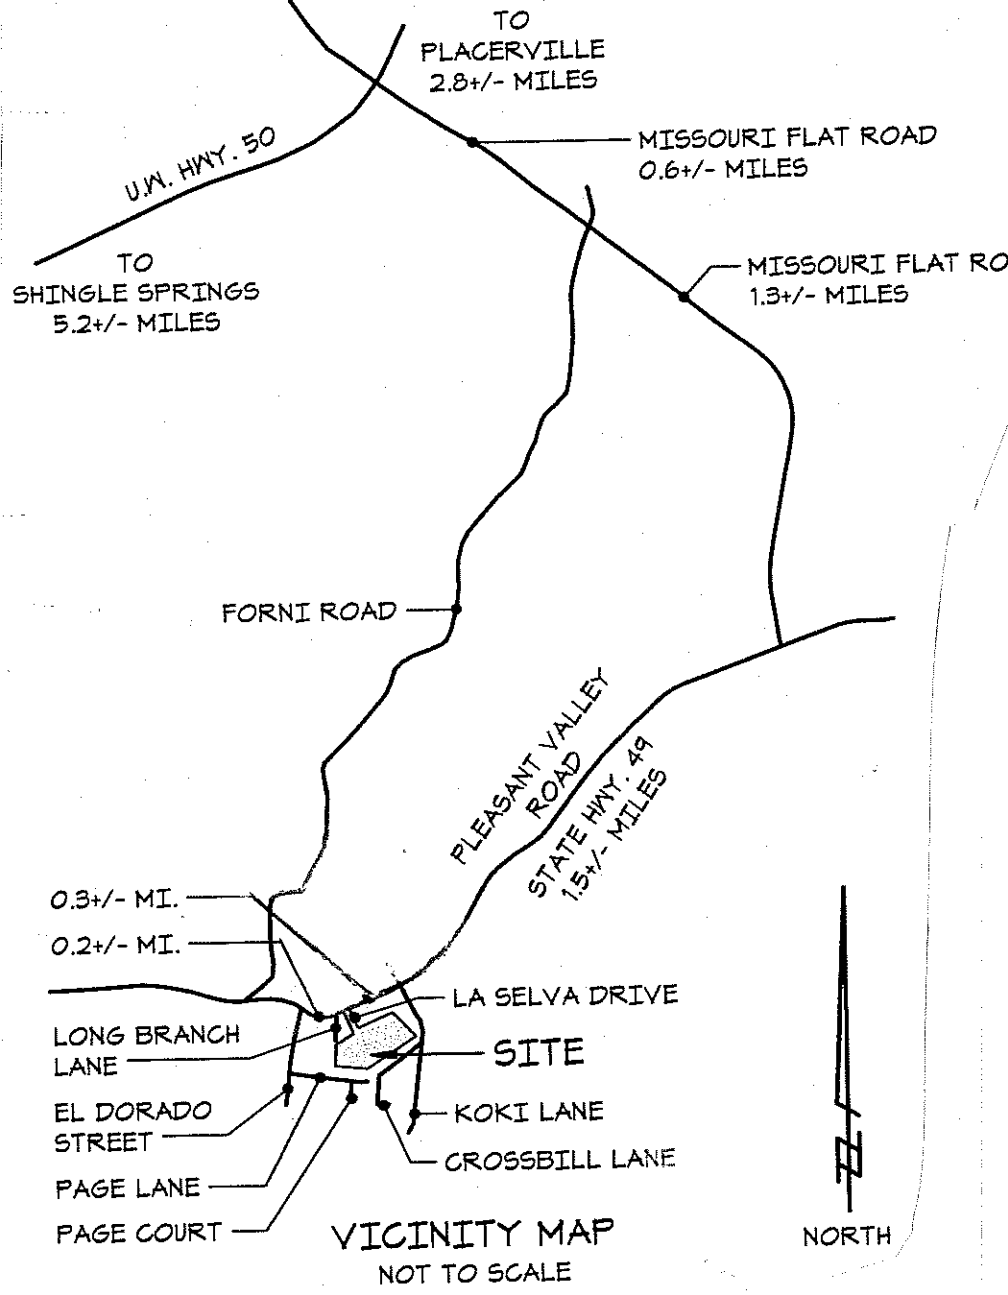 TO
PLACERVILLE
2.8+/- MILES
MISSOURI FLAT ROAD
0.6+/- MILES
U.W. HWY. 50
TO
SHINGLE SPRINGS
5.2+/- MILES
MISSOURI FLAT RO
1.3+/- MILES
FORNI ROAD
PLEASANT VALLEY
ROAD
STATE HWY. 49
1.5+/- MILES
0.3+/- MI.
0.2+/- MI.
LA SELVA DRIVE
LONG BRANCH
LANE
SITE
EL DORADO
STREET
KOKI LANE
CROSSBILL LANE
PAGE LANE
PAGE COURT
VICINITY MAP
NOT TO SCALE
NORTH